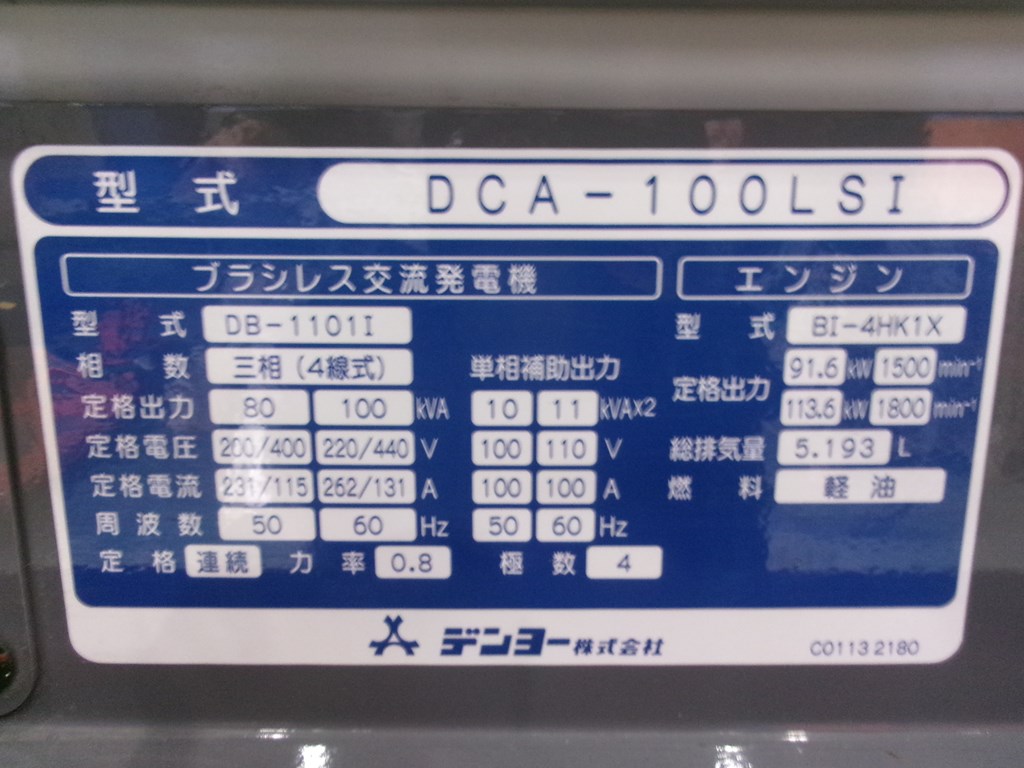 型式 DCA-100LSI
ブラシレス交流発電機 エンジン
型式 DB-1101I 型式 BI-4HK1X
相数 三相(4線式) 単相補助出力 定格出力 91.6 kW 1500 min⁻¹
定格出力 80 100 kVA 10 11 kVA×2 113.6 kW 1800 min⁻¹
定格電圧 200/400 220/440 V 100 110 V 総排気量 5.193 L
定格電流 231/115 262/131 A 100 100 A 燃料 軽油
周波数 50 60 Hz 50 60 Hz
定格 連続 力率 0.8 極数 4
デンヨー株式会社 C0113 2180